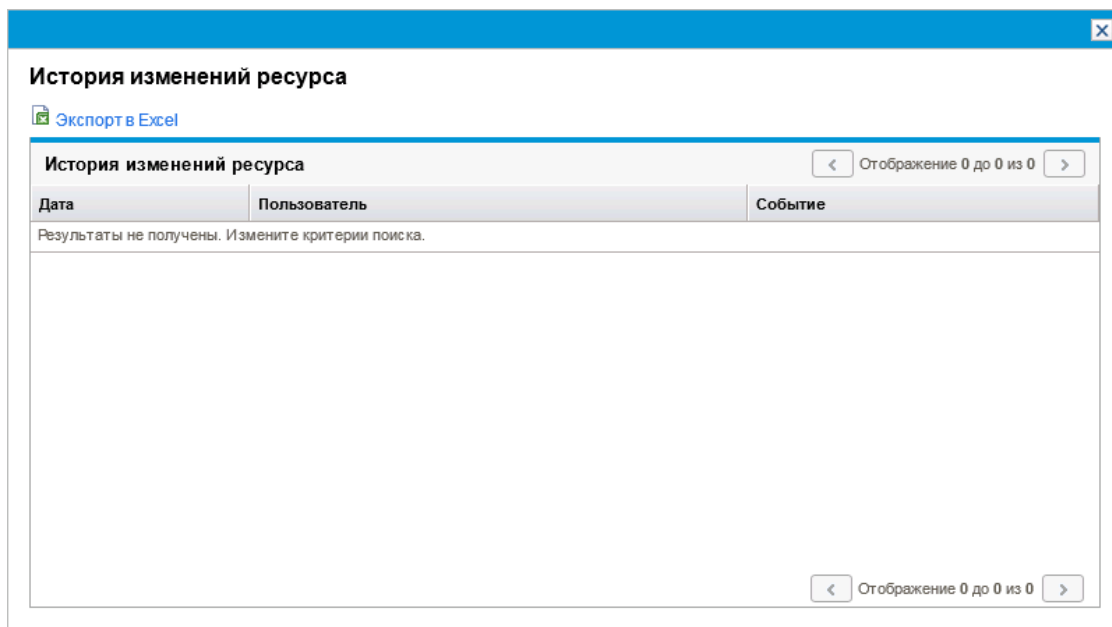 История изменений ресурса
Экспорт в Excel
История изменений ресурса Отображение 0 до 0 из 0
Дата Пользователь Событие
Результаты не получены. Измените критерии поиска.
Отображение 0 до 0 из 0